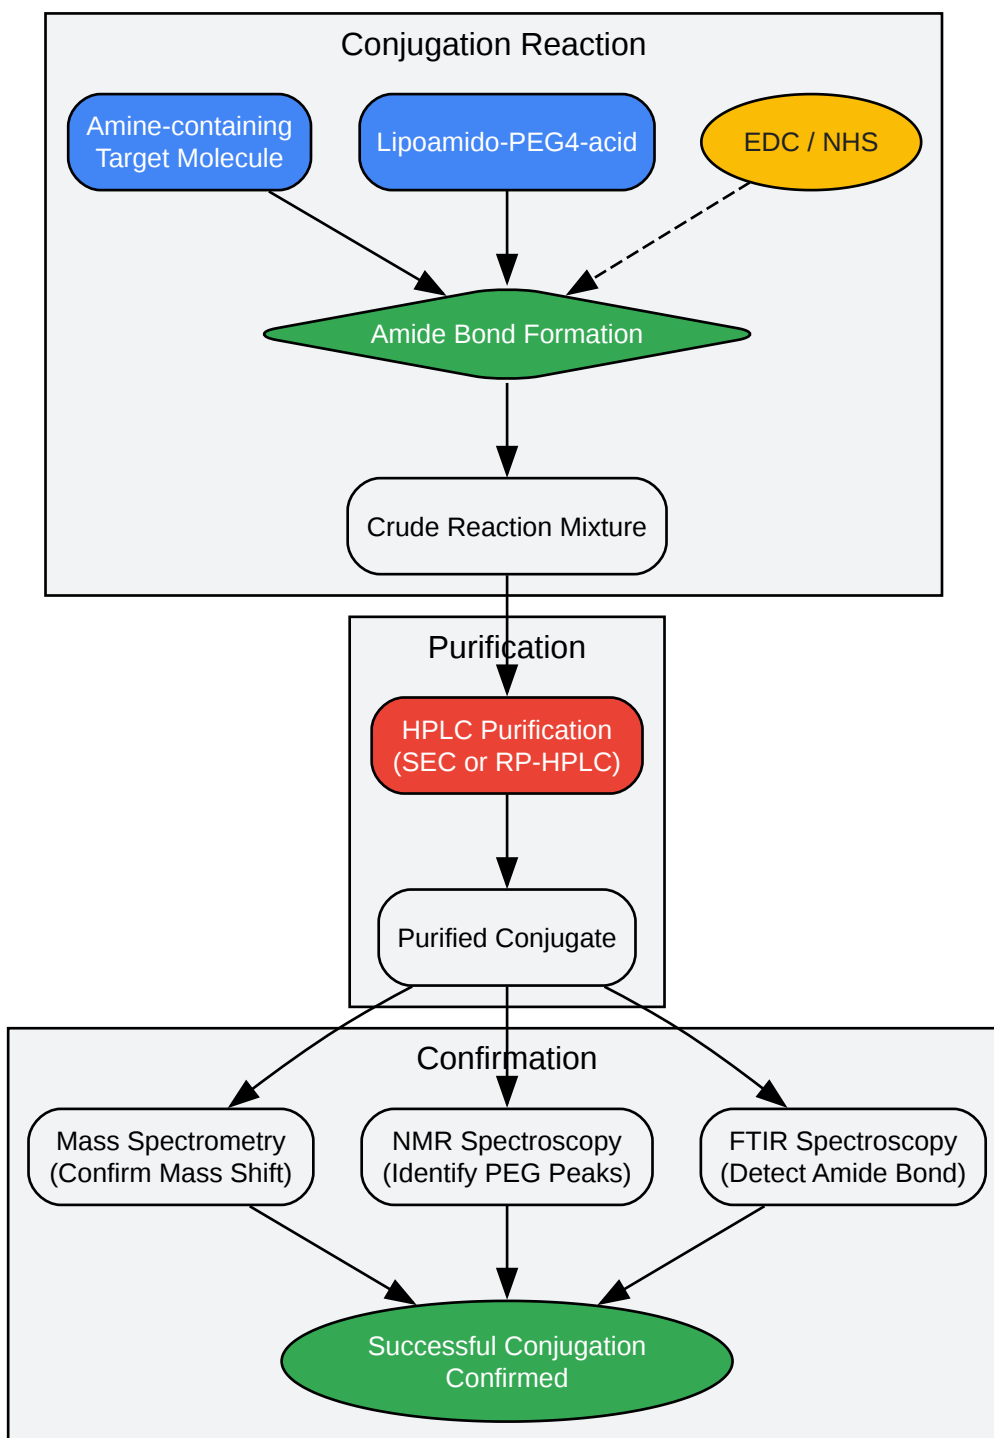 Conjugation Reaction
Amine-containing
Target Molecule
Lipoamido-PEG4-acid
EDC / NHS
Amide Bond Formation
Crude Reaction Mixture
Purification
HPLC Purification
(SEC or RP-HPLC)
Purified Conjugate
Confirmation
Mass Spectrometry
(Confirm Mass Shift)
NMR Spectroscopy
(Identify PEG Peaks)
FTIR Spectroscopy
(Detect Amide Bond)
Successful Conjugation
Confirmed